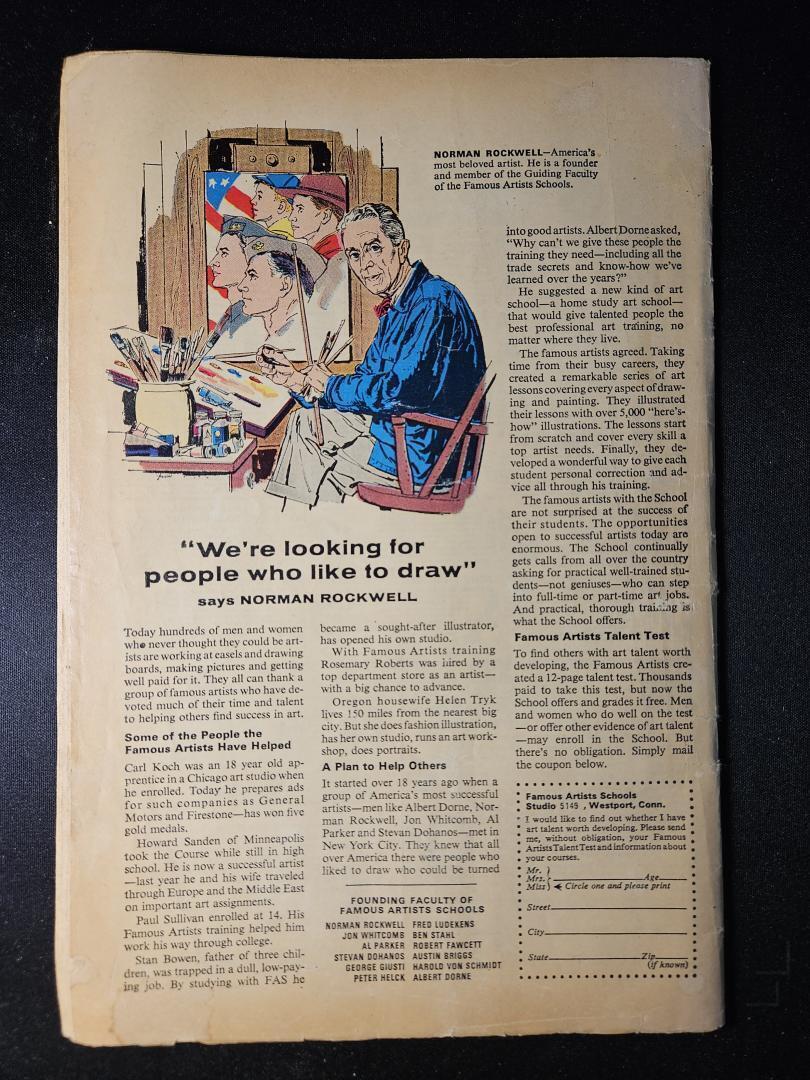 NORMAN ROCKWELL—America's
most beloved artist. He is a founder
and member of the Guiding Faculty
of the Famous Artists Schools.
"We're looking for
people who like to draw"
says NORMAN ROCKWELL
Today hundreds of men and women
who never thought they could be art-
ists are working at easels and drawing
boards, making pictures and getting
well paid for it. They all can thank a
group of famous artists who have de-
voted much of their time and talent
to helping others find success in art.
Some of the People the
Famous Artists Have Helped
Carl Koch was an 18 year old ap-
prentice in a Chicago art studio when
he enrolled. Today he prepares ads
for such companies as General
Motors and Firestone—has won five
gold medals.
Howard Sanden of Minneapolis
took the Course while still in high
school. He is now a successful artist
—last year he and his wife traveled
through Europe and the Middle East
on important art assignments.
Paul Sullivan enrolled at 14. His
Famous Artists training helped him
work his way through college.
Stan Bowen, father of three chil-
dren, was trapped in a dull, low-pay-
ing job. By studying with FAS he
became a sought-after illustrator,
has opened his own studio.
With Famous Artists training
Rosemary Roberts was hired by a
top department store as an artist—
with a big chance to advance.
Oregon housewife Helen Tryk
lives 150 miles from the nearest big
city. But she does fashion illustration,
has her own studio, runs an art work-
shop, does portraits.
A Plan to Help Others
It started over 18 years ago when a
group of America's most successful
artists—men like Albert Dorne, Nor-
man Rockwell, Jon Whitcomb, Al
Parker and Stevan Dohanos—met in
New York City. They knew that all
over America there were people who
liked to draw who could be turned
FOUNDING FACULTY OF
FAMOUS ARTISTS SCHOOLS
NORMAN ROCKWELL FRED LUDEKENS
JON WHITCOMB BEN STAHL
AL PARKER ROBERT FAWCETT
STEVAN DOHANOS AUSTIN BRIGGS
GEORGE GIUSTI HAROLD VON SCHMIDT
PETER HELCK ALBERT DORNE
into good artists. Albert Dorne asked,
"Why can't we give these people the
training they need—including all the
trade secrets and know-how we've
learned over the years?"
He suggested a new kind of art
school—a home study art school—
that would give talented people the
best professional art training, no
matter where they live.
The famous artists agreed. Taking
time from their busy careers, they
created a remarkable series of art
lessons covering every aspect of draw-
ing and painting. They illustrated
their lessons with over 5,000 "here's-
how" illustrations. The lessons start
from scratch and cover every skill a
top artist needs. Finally, they de-
veloped a wonderful way to give each
student personal correction and ad-
vice all through his training.
The famous artists with the School
are not surprised at the success of
their students. The opportunities
open to successful artists today are
enormous. The School continually
gets calls from all over the country
asking for practical well-trained stu-
dents—not geniuses—who can step
into full-time or part-time art jobs.
And practical, thorough training is
what the School offers.
Famous Artists Talent Test
To find others with art talent worth
developing, the Famous Artists cre-
ated a 12-page talent test. Thousands
paid to take this test, but now the
School offers and grades it free. Men
and women who do well on the test
—or offer other evidence of art talent
—may enroll in the School. But
there's no obligation. Simply mail
the coupon below.
Famous Artists Schools
Studio 5149, Westport, Conn.
I would like to find out whether I have
art talent worth developing. Please send
me, without obligation, your Famous
Artists Talent Test and information about
your courses.
Mr.
Mrs. Age
Miss Circle one and please print
Street
City
State Zip
(if known)